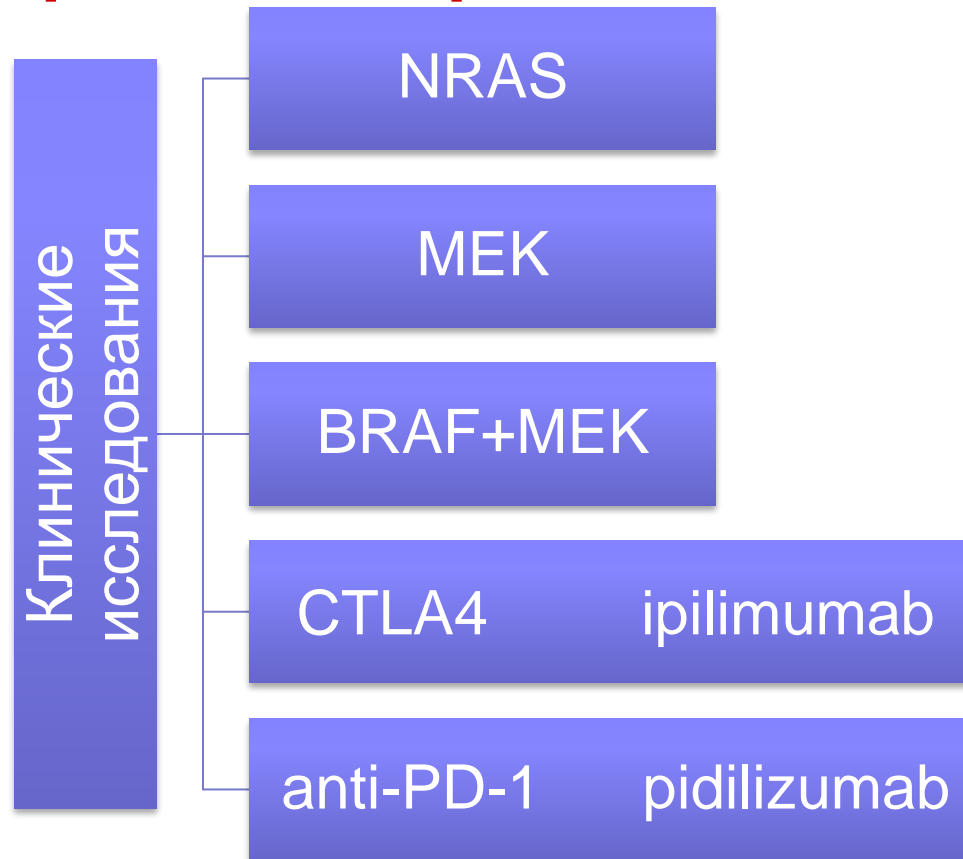 Клинические
исследования
NRAS
MEK
BRAF+MEK
CTLA4 ipilimumab
anti-PD-1 pidilizumab